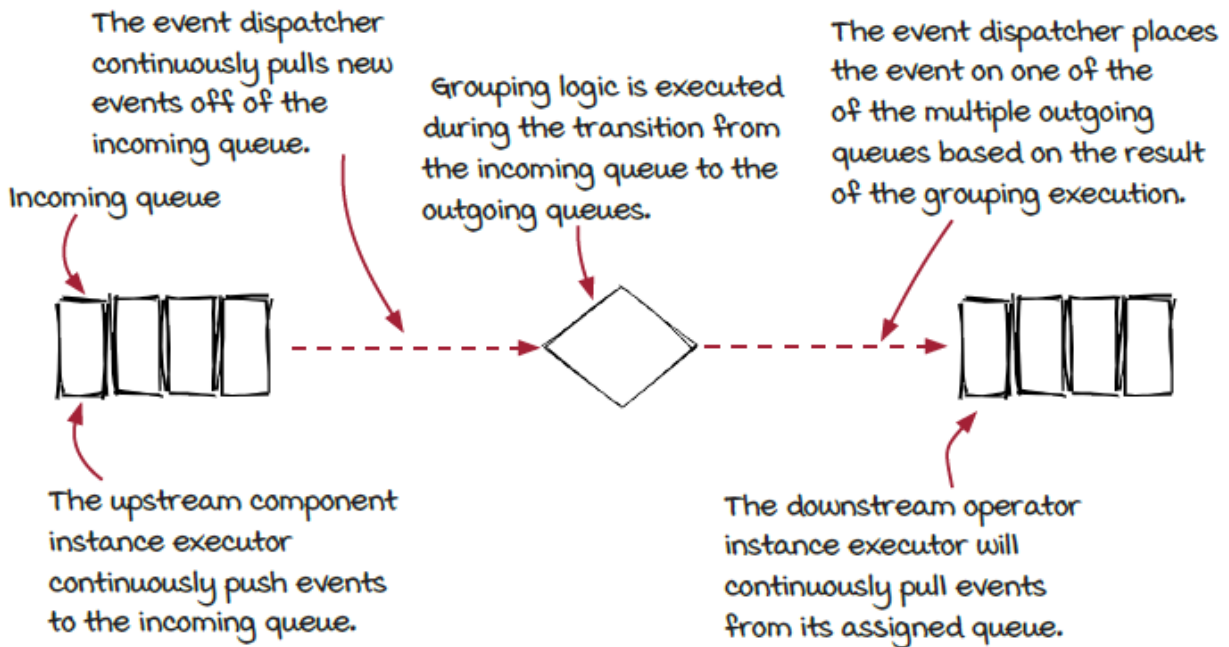 The event dispatcher
continuously pulls new
events off of the
incoming queue.
Incoming queue
Grouping logic is executed
during the transition from
the incoming queue to the
outgoing queues.
The event dispatcher places
the event on one of the
of the multiple outgoing
queues based on the result
of the grouping execution.
The upstream component
instance executor
continuously push events
to the incoming queue.
The downstream operator
instance executor will
continuously pull events
from its assigned queue.